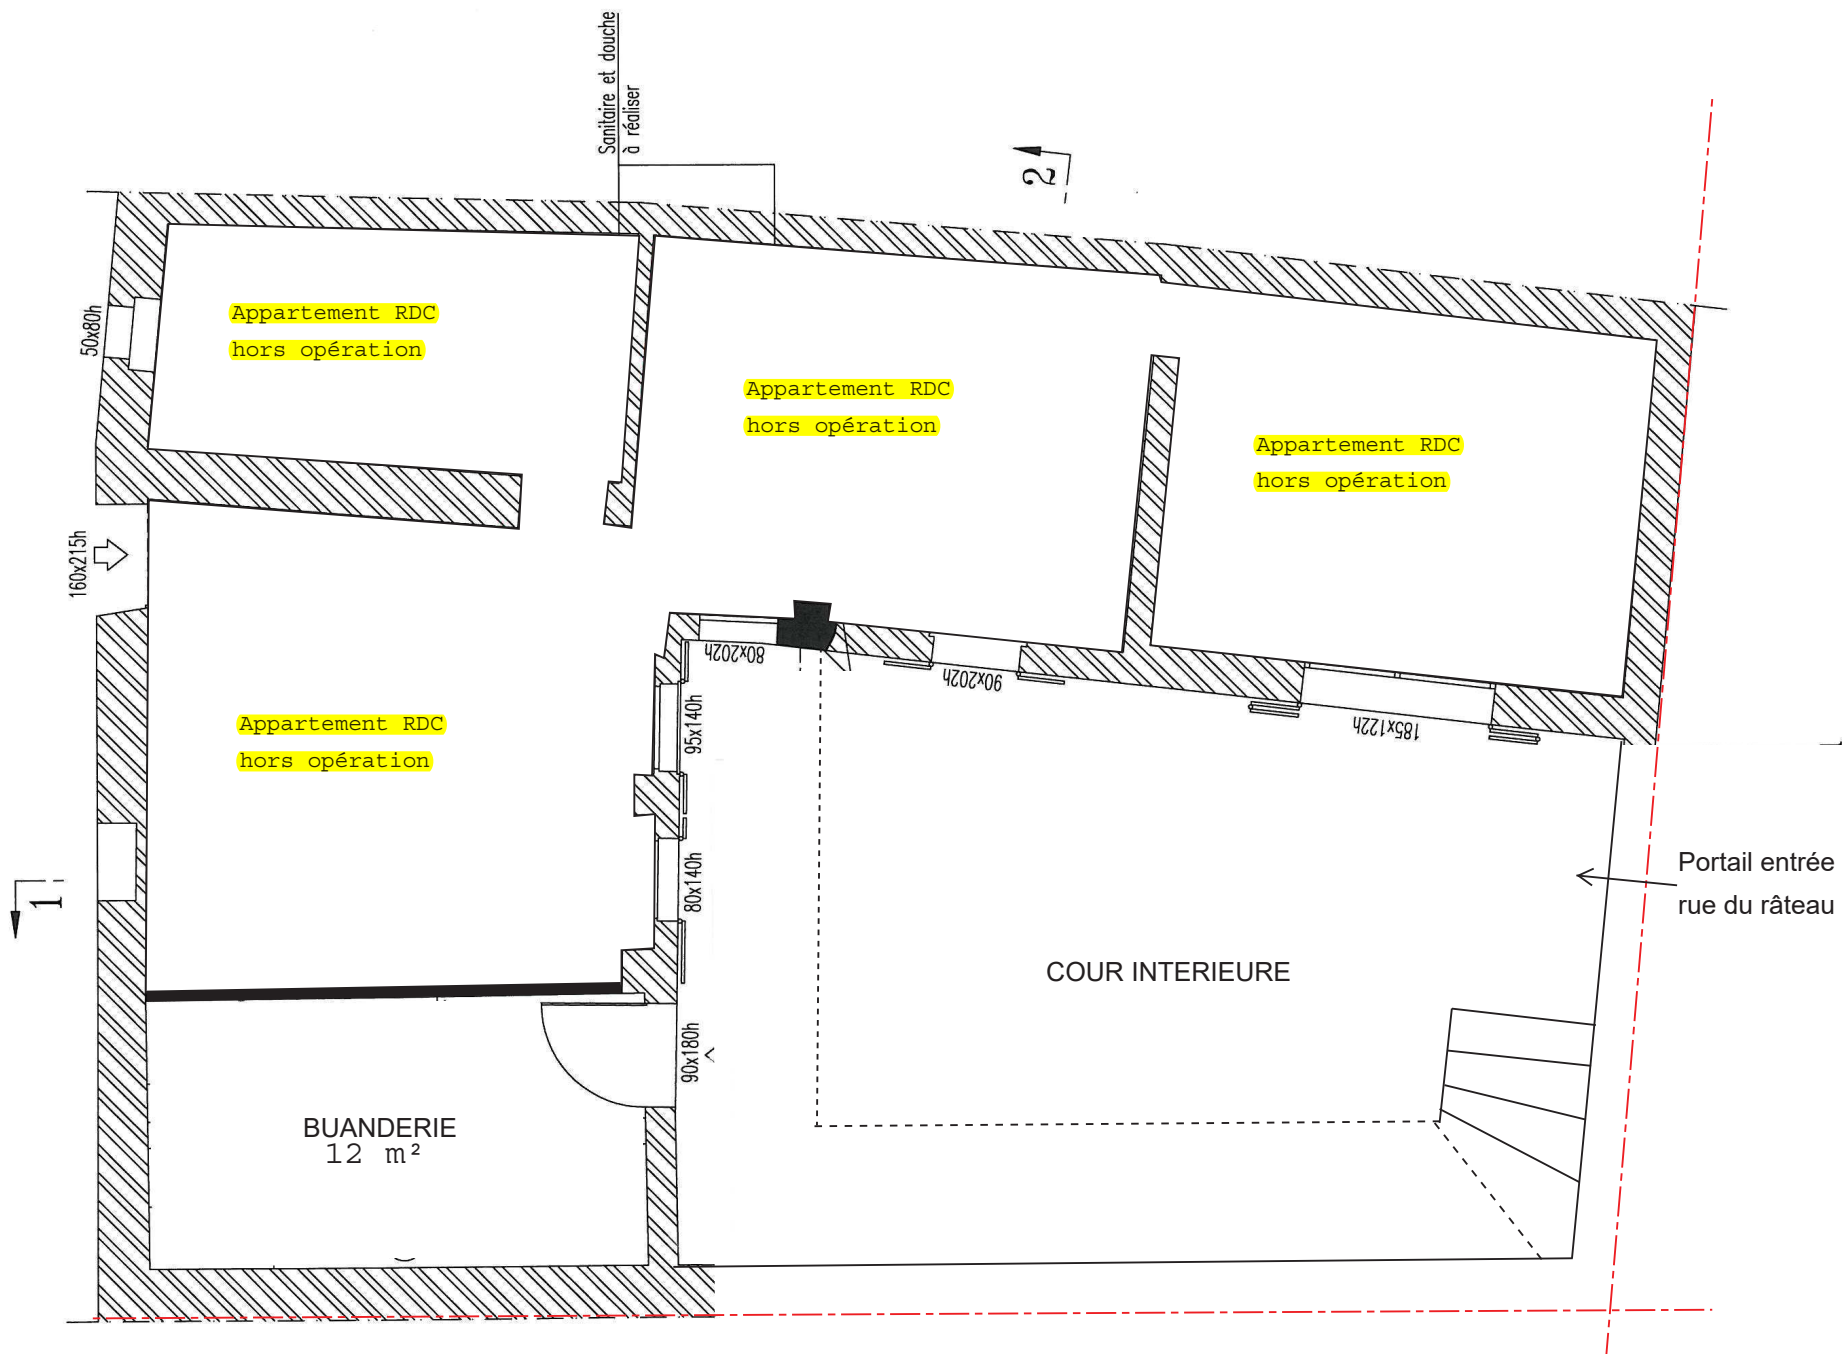 Sanitaire et douche
à réaliser
2
50x80h
Appartement RDC
hors opération
Appartement RDC
hors opération
Appartement RDC
hors opération
160x215h
80x202h
90x202h
185x122h
95x140h
Appartement RDC
hors opération
80x140h
1
Portail entrée
rue du râteau
COUR INTERIEURE
90x180h
BUANDERIE
12 m²